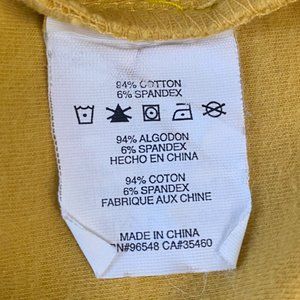 94% COTTON
6% SPANDEX
94% ALGODON
6% SPANDEX
HECHO EN CHINA
94% COTON
6% SPANDEX
FABRIQUE AUX CHINE
MADE IN CHINA
RN#96548 CA#35460